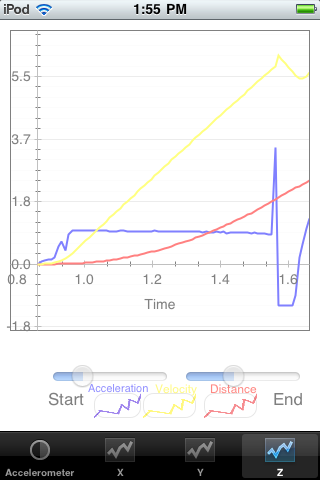 iPod 1:55 PM
5.5
3.7
1.8
0.0
0.8 1.0 1.2 1.4 1.6
Time
-1.8
Acceleration Velocity Distance
Start End
Accelerometer X Y Z